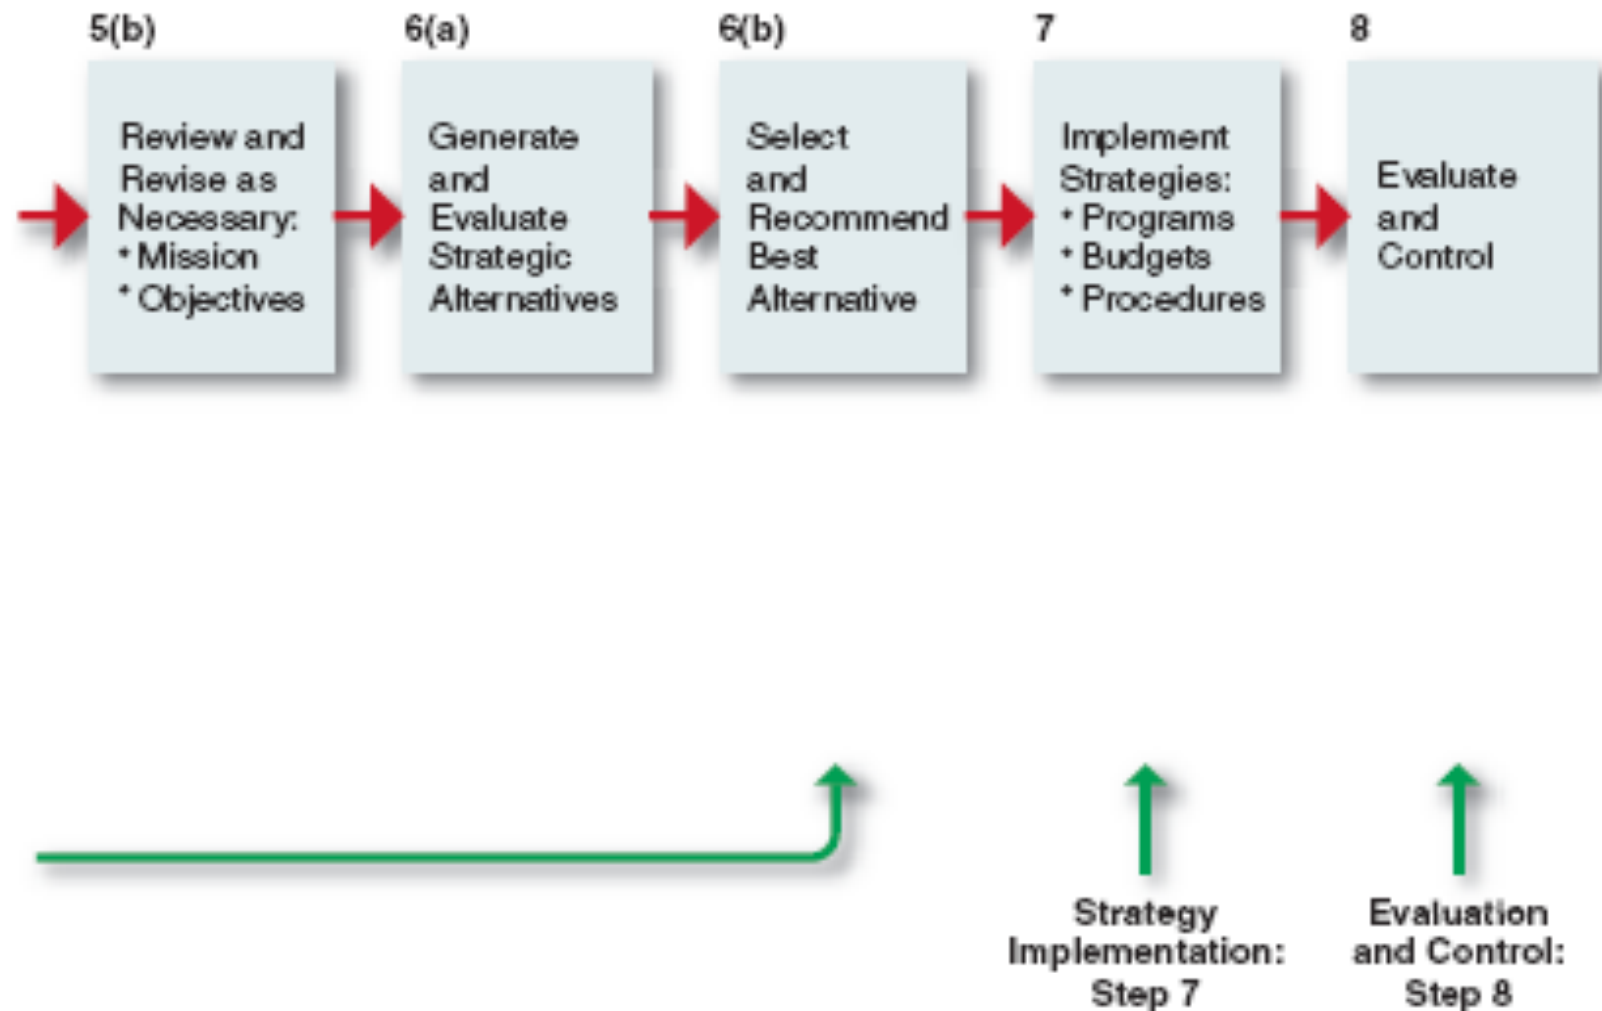 5(b)
Review and
Revise as
Necessary:
* Mission
* Objectives
6(a)
Generate
and
Evaluate
Strategic
Alternatives
6(b)
Select
and
Recommend
Best
Alternative
7
Implement
Strategies:
* Programs
* Budgets
* Procedures
8
Evaluate
and
Control
Strategy
Implementation:
Step 7
Evaluation
and Control:
Step 8